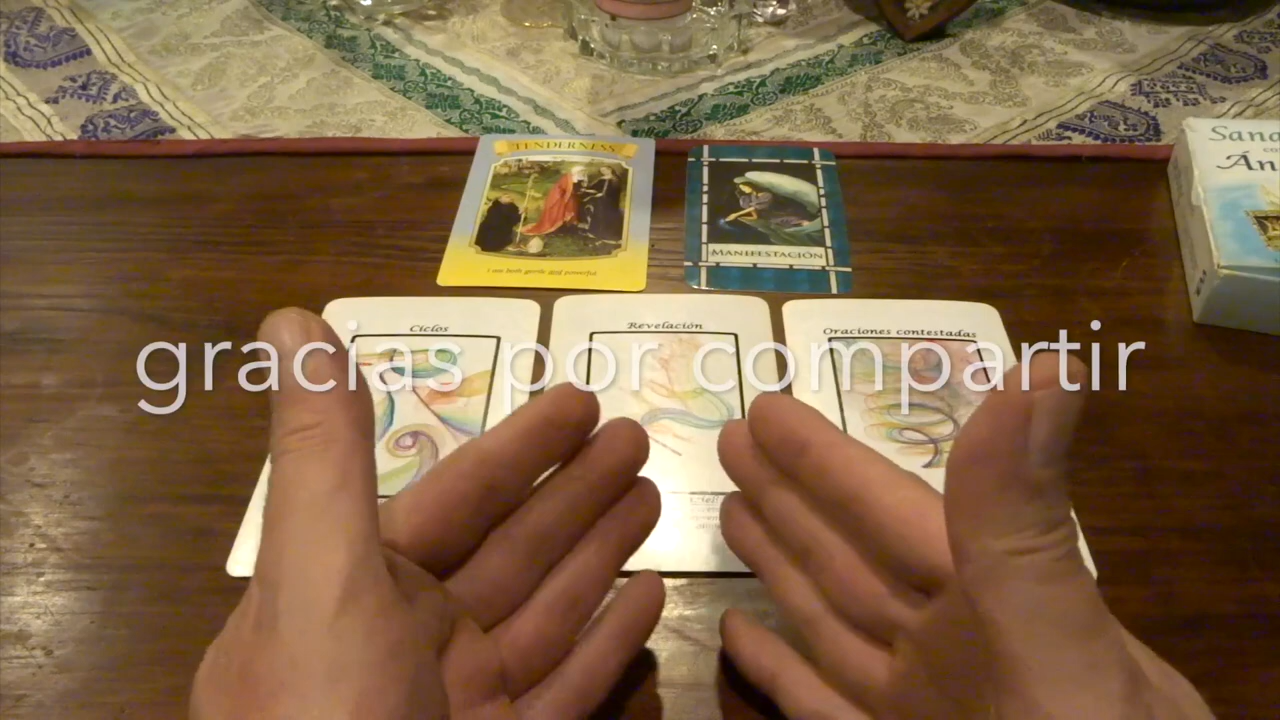 TENDERNESS
I am both gentle and powerful
MANIFESTACIÓN
Ciclos
Revelación
Oraciones contestadas
gracias por compartir